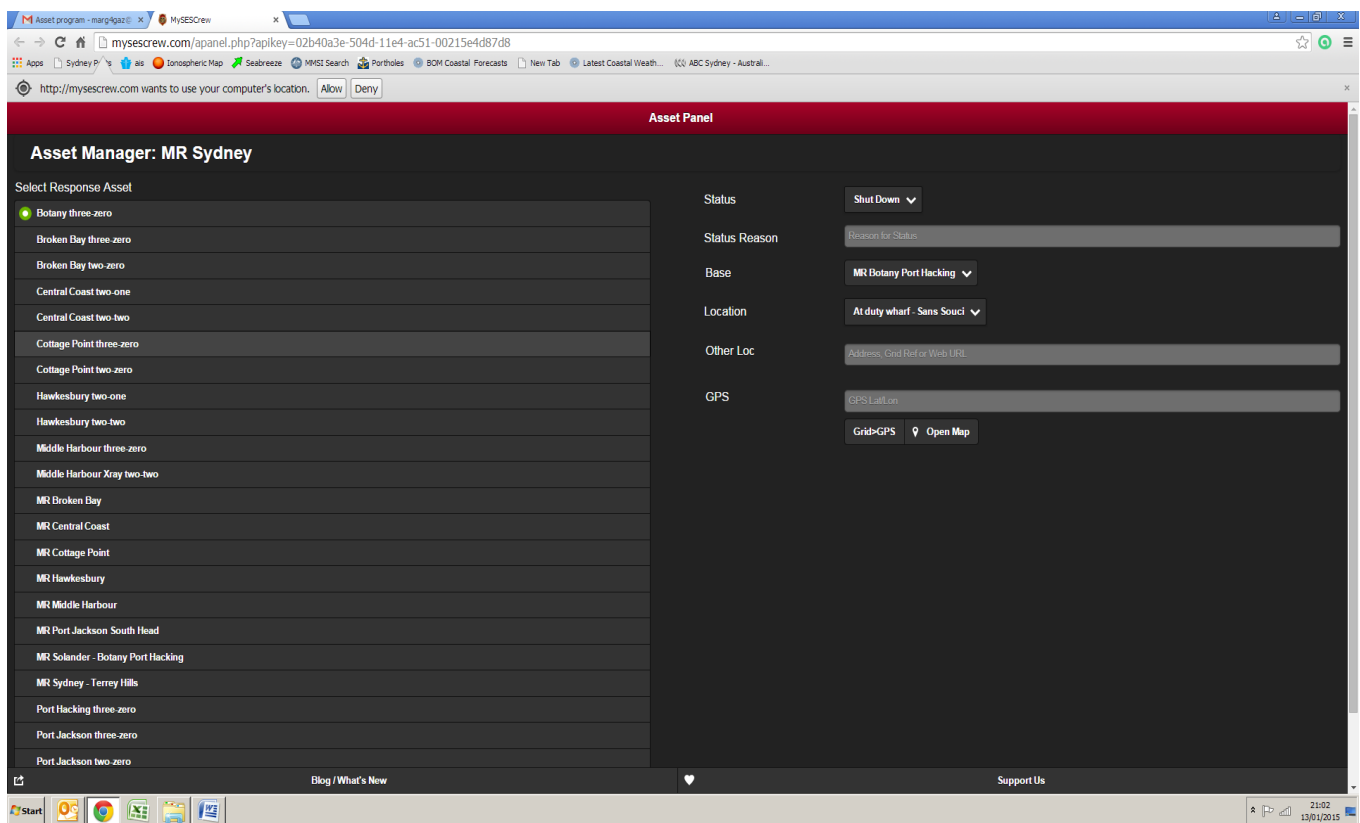 Asset program - marg4gaz@
MySESCrew
mysescrew.com/apanel.php?apikey=02b40a3e-504d-11e4-ac51-00215e4d87d8
Apps
Sydney P
ais
Ionospheric Map
Seabreeze
MMSI Search
Portholes
BOM Coastal Forecasts
New Tab
Latest Coastal Weath...
ABC Sydney - Australi...
http://mysescrew.com wants to use your computer's location. Allow Deny
Asset Panel
Asset Manager: MR Sydney
Select Response Asset
Botany three-zero
Broken Bay three-zero
Broken Bay two-zero
Central Coast two-one
Central Coast two-two
Cottage Point three-zero
Cottage Point two-zero
Hawkesbury two-one
Hawkesbury two-two
Middle Harbour three-zero
Middle Harbour Xray two-two
MR Broken Bay
MR Central Coast
MR Cottage Point
MR Hawkesbury
MR Middle Harbour
MR Port Jackson South Head
MR Solander - Botany Port Hacking
MR Sydney - Terrey Hills
Port Hacking three-zero
Port Jackson three-zero
Port Jackson two-zero
Status Shut Down
Status Reason Reason for Status
Base MR Botany Port Hacking
Location At duty wharf - Sans Souci
Other Loc Address, Grid Ref or Web URL
GPS GPS Lat/Lon
Grid>GPS Open Map
Blog / What's New
Support Us
Start
21:02
13/01/2015